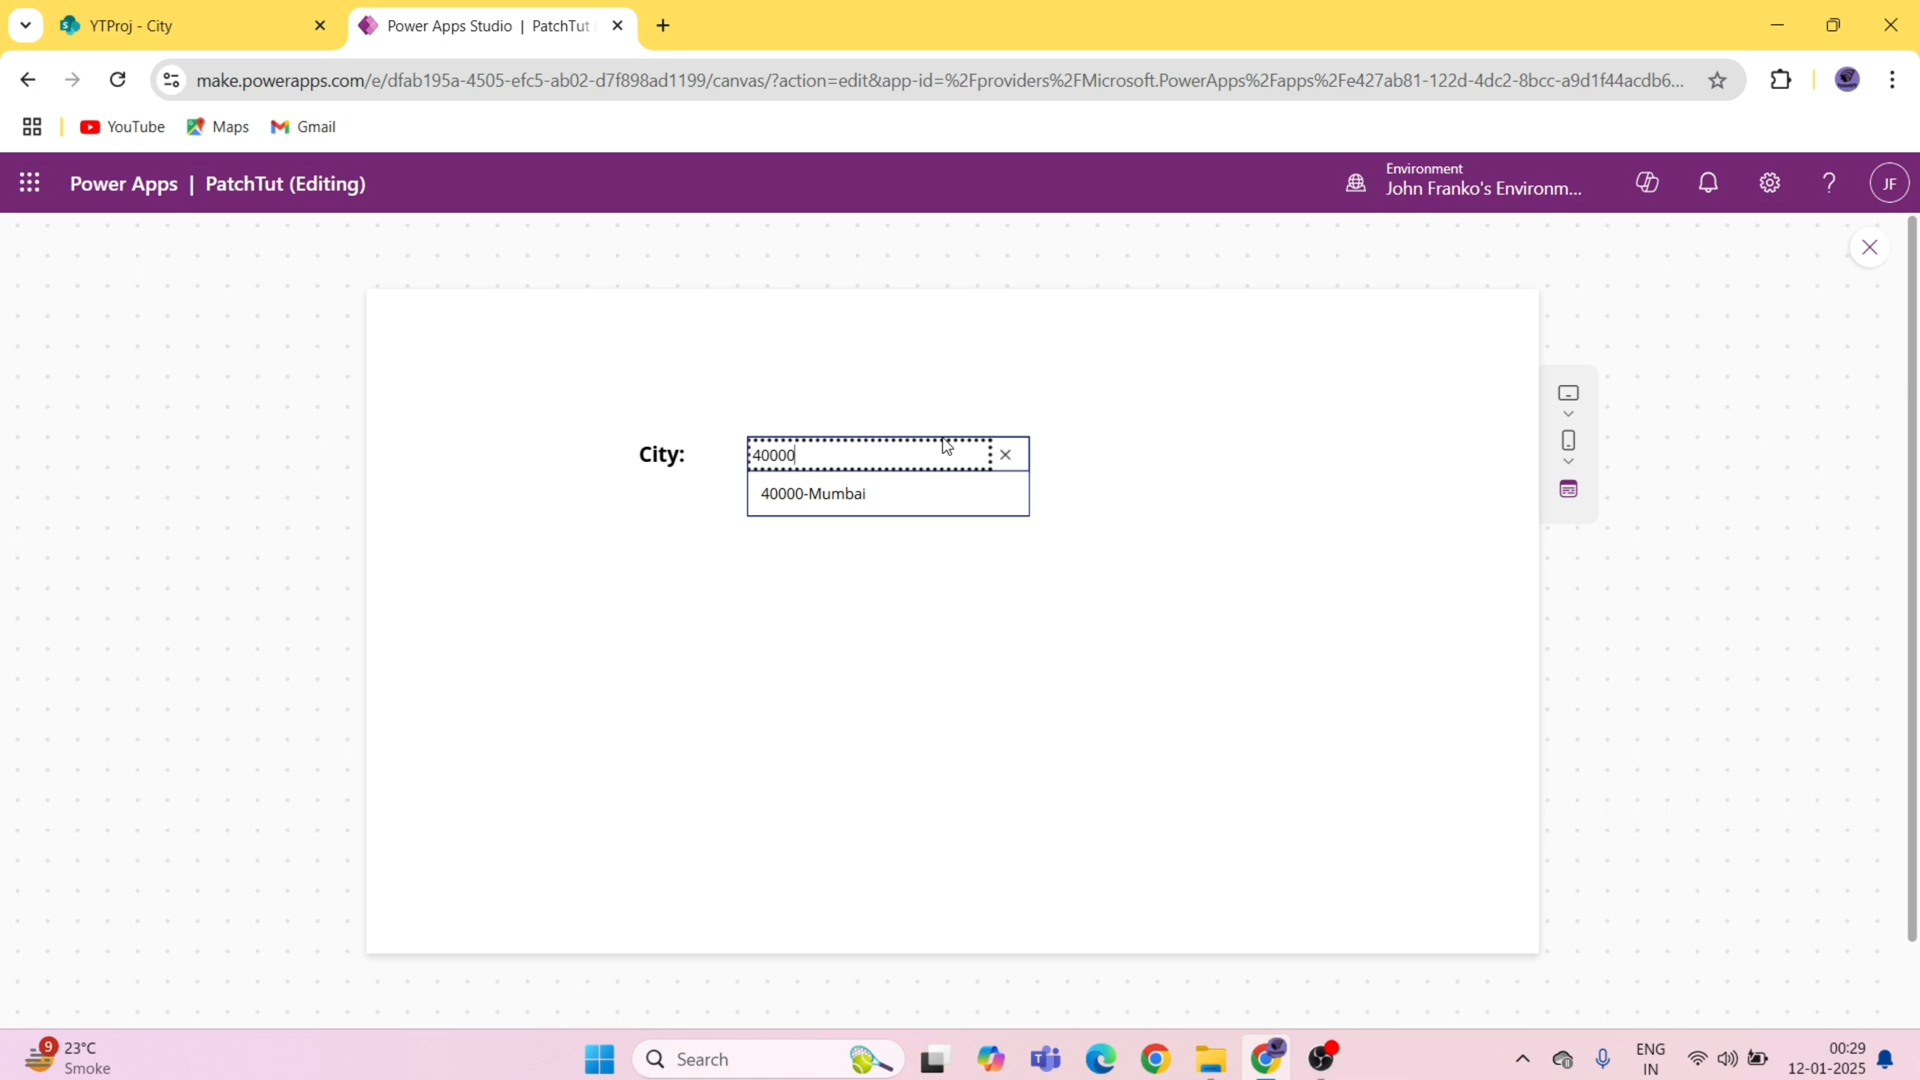 YTProj - City
Power Apps Studio | PatchTut
make.powerapps.com/e/dfab195a-4505-efc5-ab02-d7f898ad1199/canvas/?action=edit&app-id=%2Fproviders%2FMicrosoft.PowerApps%2Fapps%2Fe427ab81-122d-4dc2-8bcc-a9d1f44acdb6...
YouTube
Maps
Gmail
Power Apps | PatchTut (Editing)
Environment
John Franko's Environm...
JF
City:
40000
40000-Mumbai
9
23°C
Smoke
Search
ENG
IN
00:29
12-01-2025